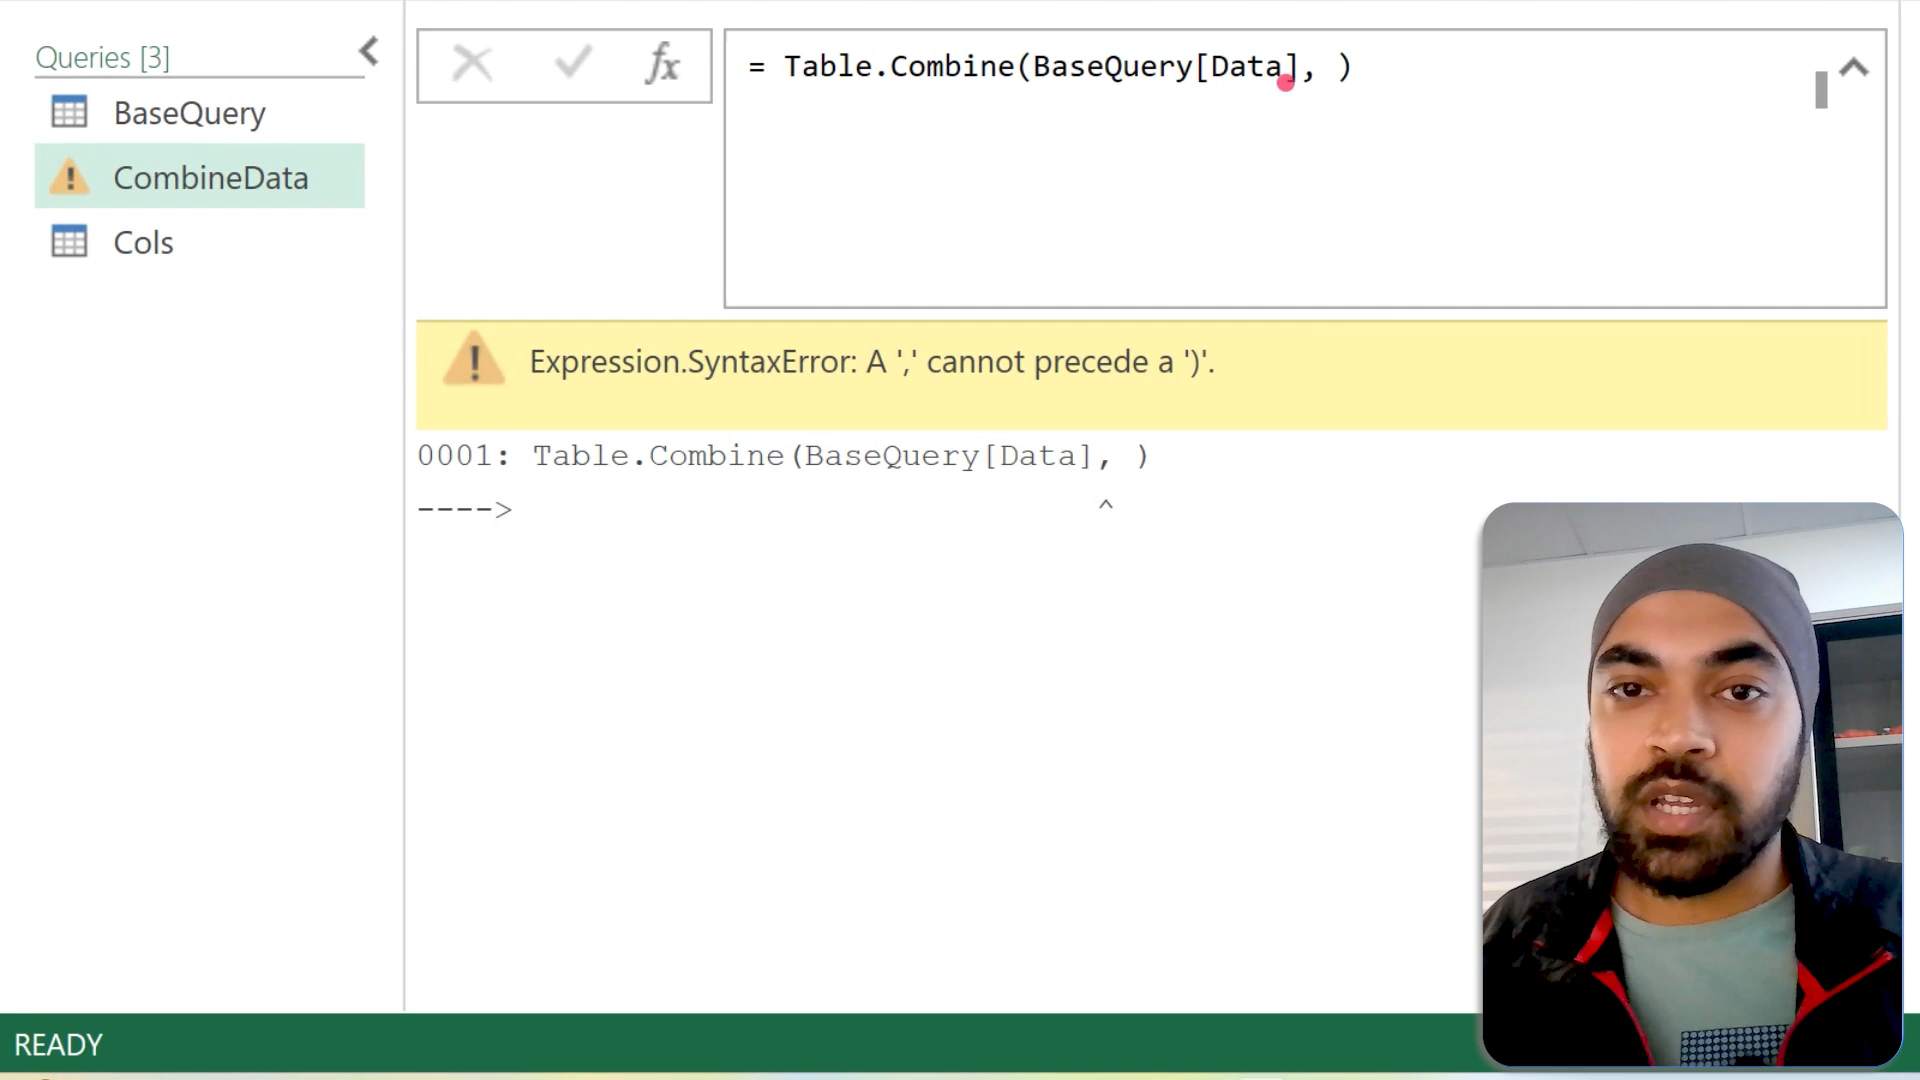 Queries [3]
BaseQuery
CombineData
Cols
fx
= Table.Combine(BaseQuery[Data], )
Expression.SyntaxError: A ',' cannot precede a ')'.
0001: Table.Combine(BaseQuery[Data], )
----> ^
READY